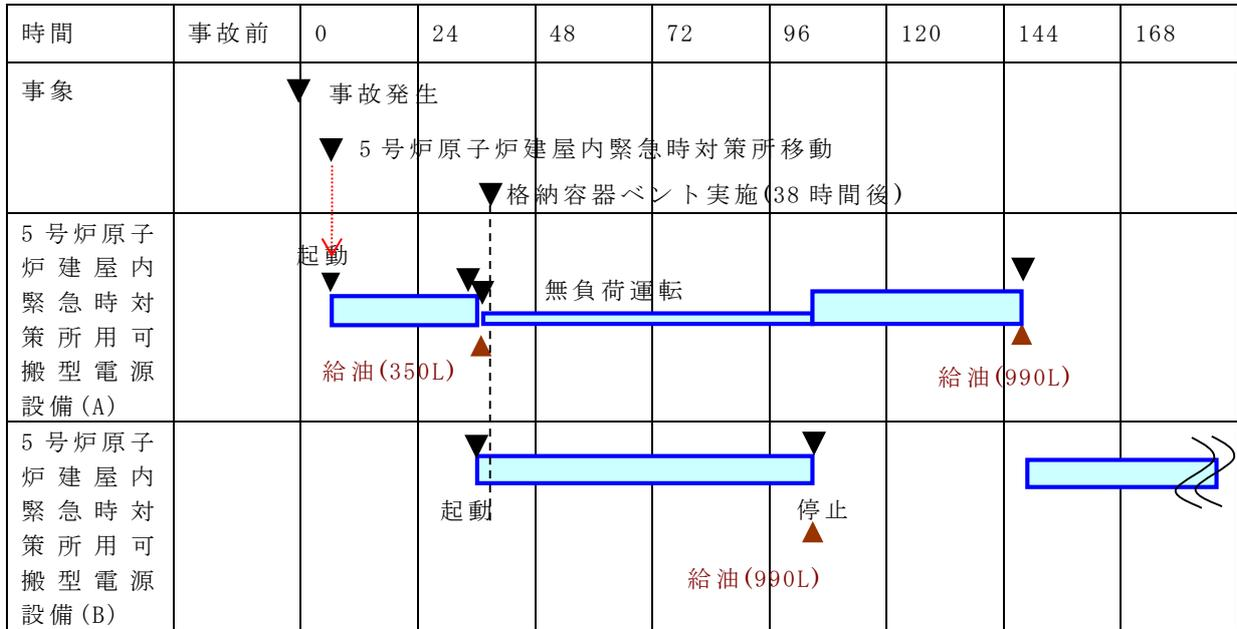 時間 事故前 0 24 48 72 96 120 144 168
事象
事故発生
5号炉原子炉建屋内緊急時対策所移動
格納容器ベント実施(38時間後)
5号炉原子
炉建屋内
緊急時対
策所用可
搬型電源
設備(A)
起動
無負荷運転
給油(350L)
給油(990L)
5号炉原子
炉建屋内
緊急時対
策所用可
搬型電源
設備(B)
起動
停止
給油(990L)